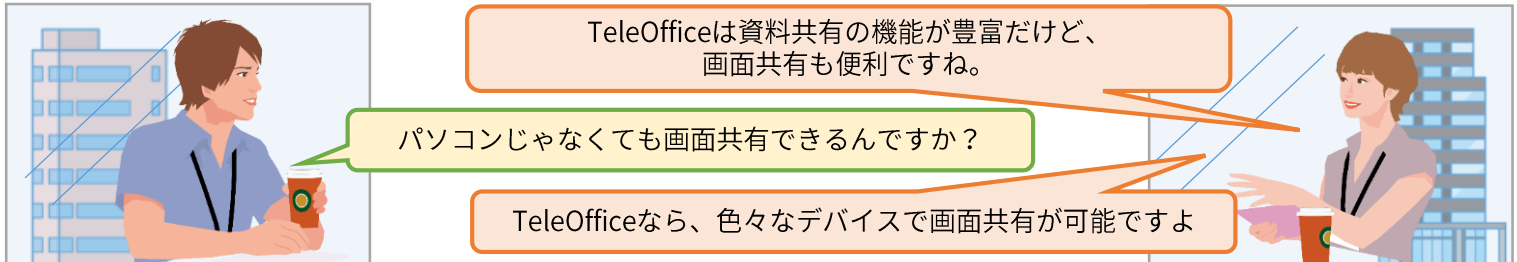 TeleOfficeは資料共有の機能が豊富だけど、
画面共有も便利ですね。
パソコンじゃなくても画面共有できるんですか？
TeleOfficeなら、色々なデバイスで画面共有が可能ですよ